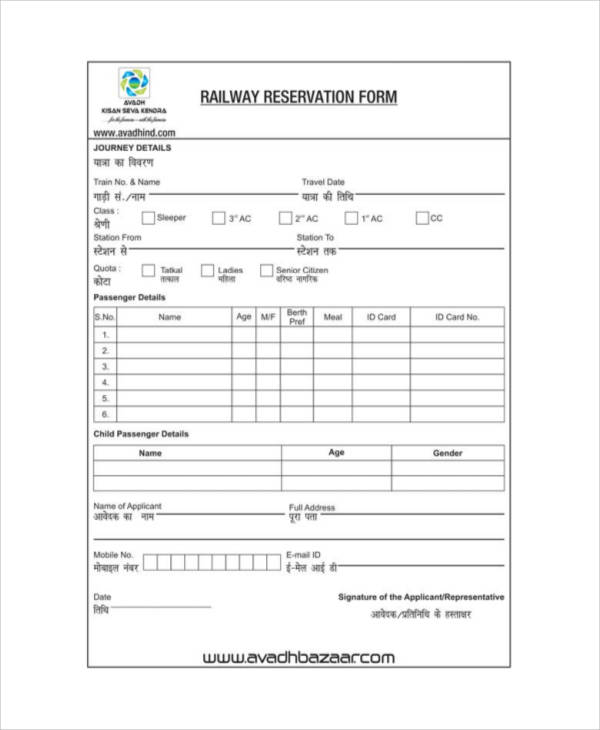 AVADH
KISAN SEVA KENDRA
www.avadhind.com
RAILWAY RESERVATION FORM
JOURNEY DETAILS
यात्रा का विवरण
Train No. & Name Travel Date
गाड़ी सं./नाम यात्रा की तिथि
Class :
श्रेणी Sleeper 3rd AC 2nd AC 1st AC CC
Station From Station To
स्टेशन से स्टेशन तक
Quota : Tatkal Ladies Senior Citizen
कोटा तत्काल महिला वरिष्ठ नागरिक
Passenger Details
S.No. Name Age M/F Berth Pref Meal ID Card ID Card No.
1.
2.
3.
4.
5.
6.
Child Passenger Details
Name Age Gender
Name of Applicant Full Address
आवेदक का नाम पूरा पता
Mobile No. E-mail ID
मोबाइल नंबर ई-मेल आई डी
Date Signature of the Applicant/Representative
तिथि आवेदक/प्रतिनिधि के हस्ताक्षर
www.avadhbazaar.com